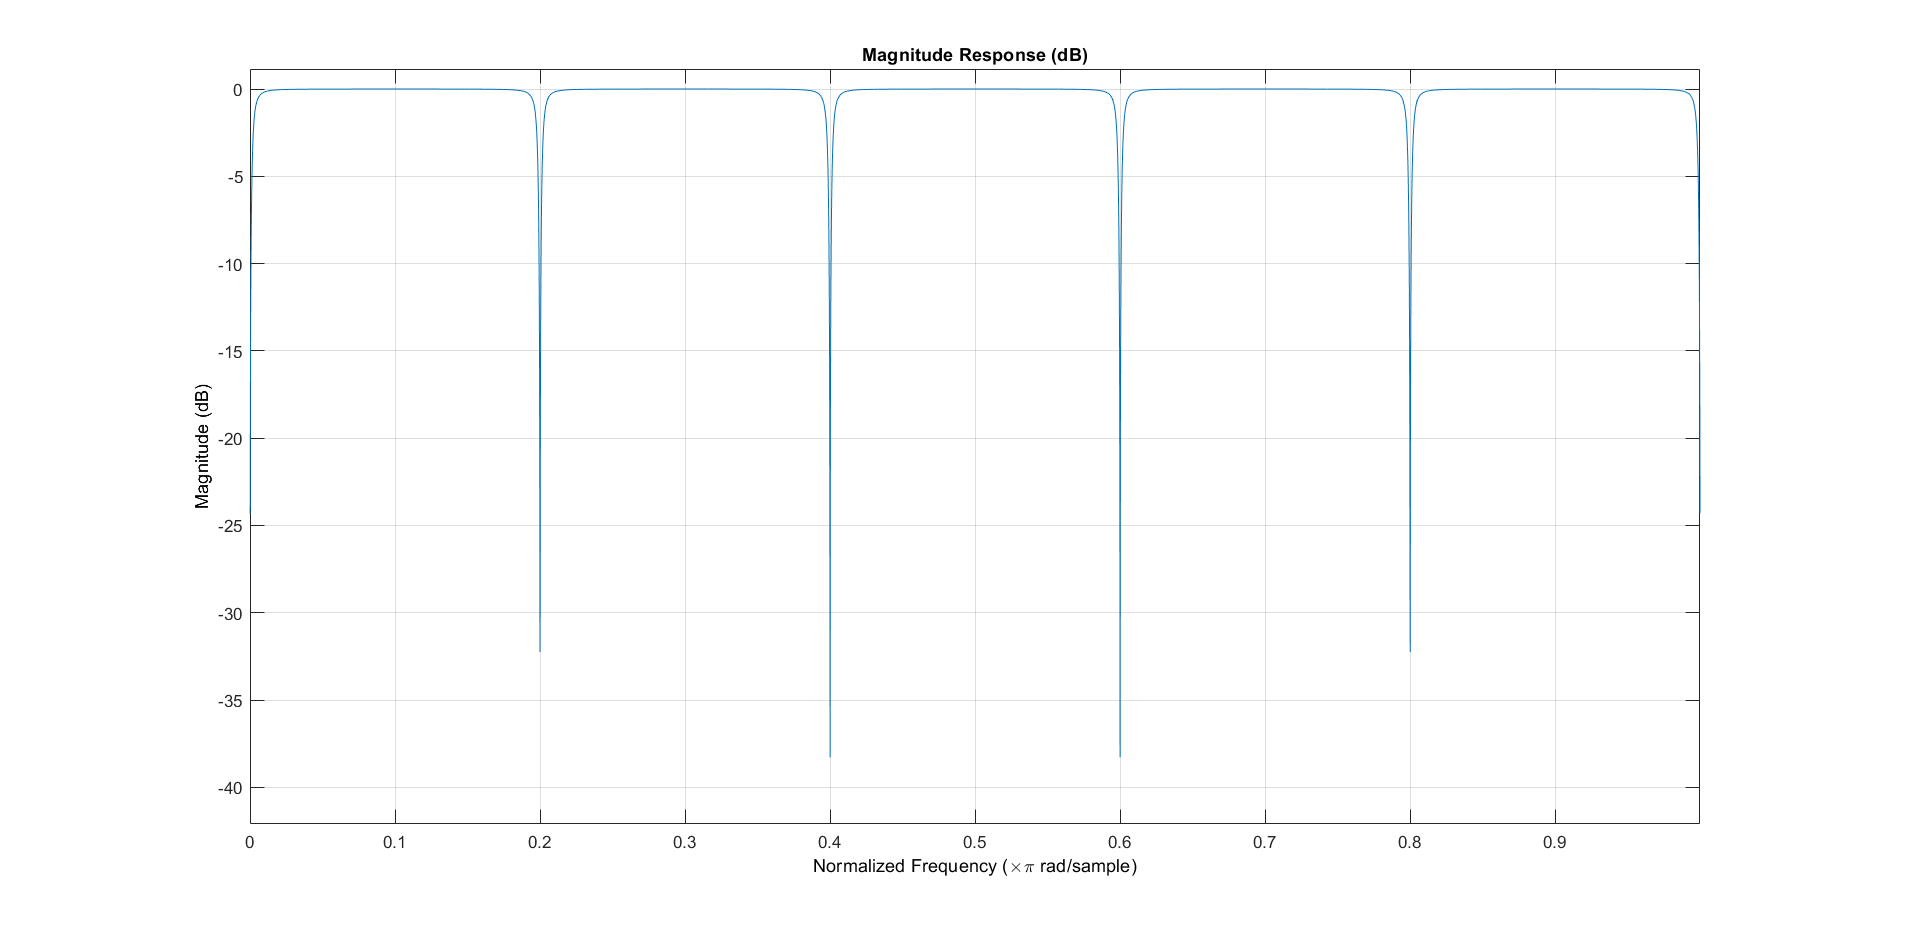 Magnitude Response (dB)
0
-5
-10
-15
-20
-25
-30
-35
-40
Magnitude (dB)
0 0.1 0.2 0.3 0.4 0.5 0.6 0.7 0.8 0.9
Normalized Frequency (×π rad/sample)